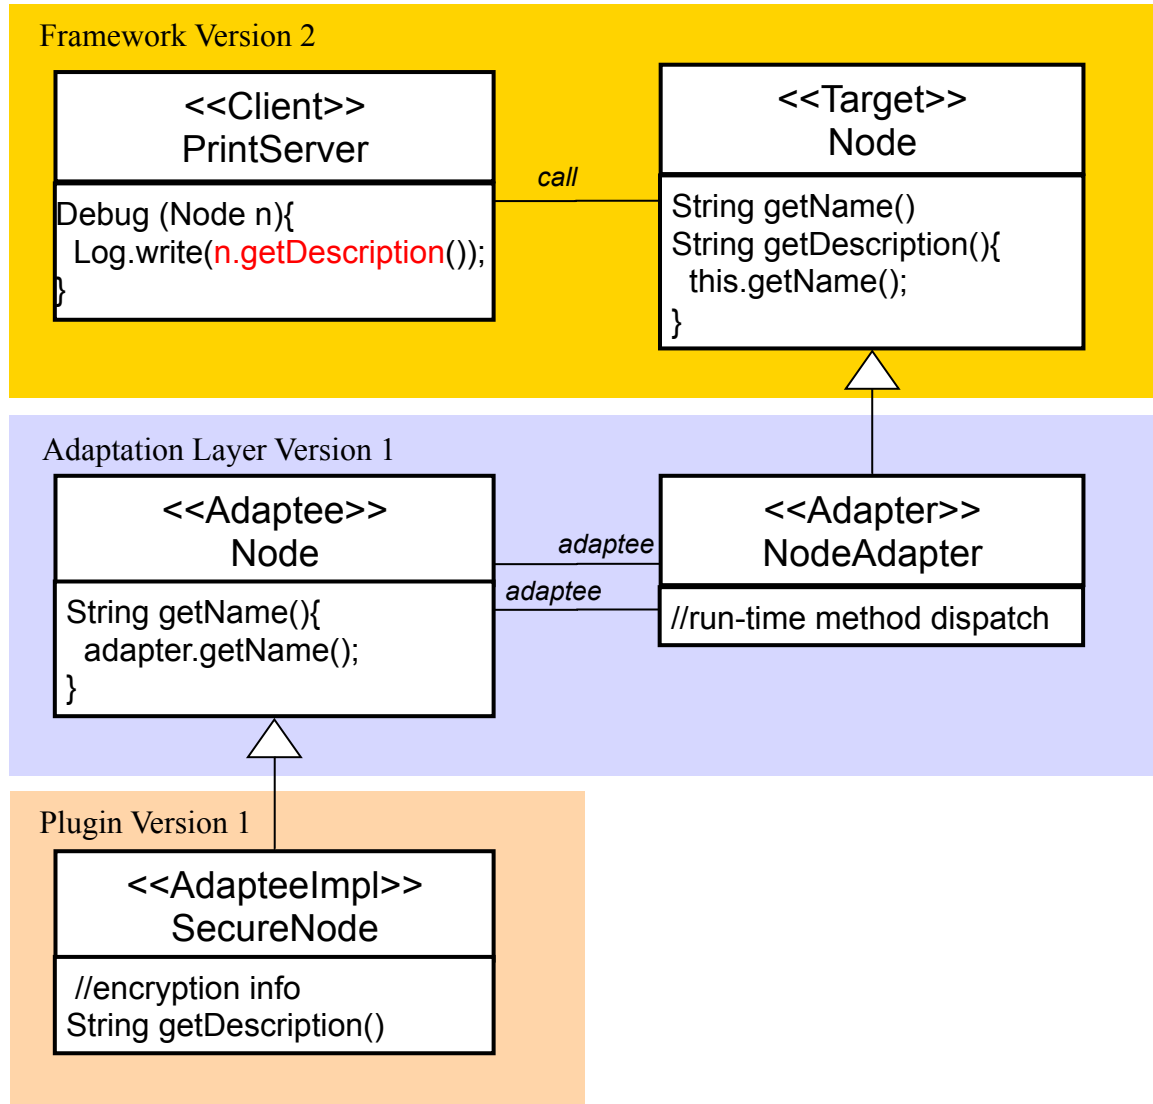 Framework Version 2
<<Client>>
PrintServer
Debug (Node n){
Log.write(n.getDescription());
}
call
<<Target>>
Node
String getName()
String getDescription(){
this.getName();
}
Adaptation Layer Version 1
<<Adaptee>>
Node
String getName(){
adapter.getName();
}
adaptee
adaptee
<<Adapter>>
NodeAdapter
//run-time method dispatch
Plugin Version 1
<<AdapteeImpl>>
SecureNode
//encryption info
String getDescription()